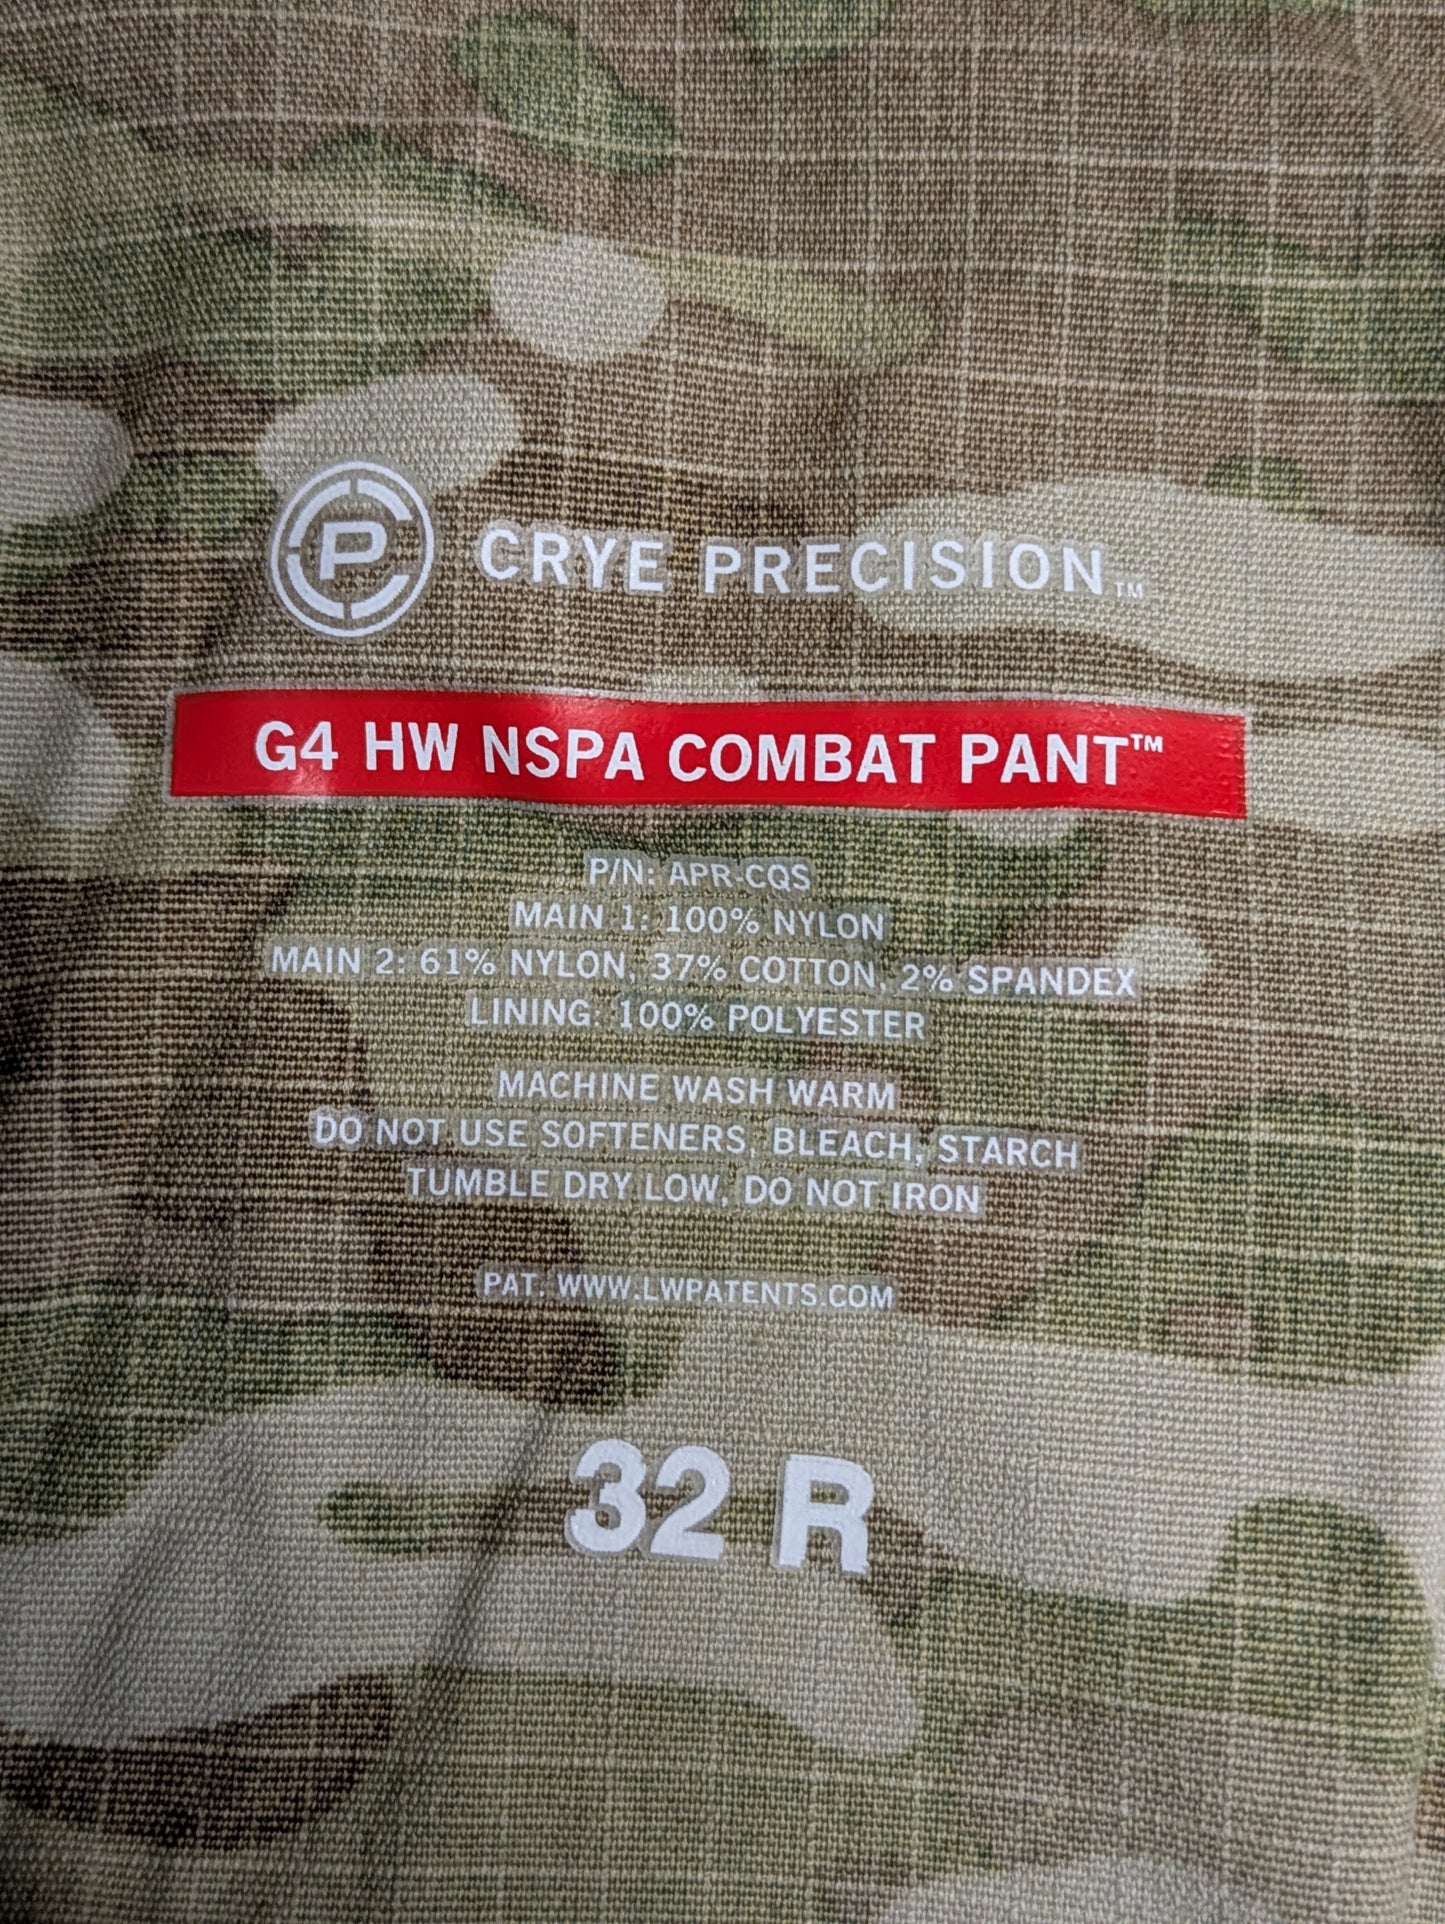 CP CRYE PRECISION™
G4 HW NSPA COMBAT PANT™
P/N: APR-CQS
MAIN 1: 100% NYLON
MAIN 2: 61% NYLON, 37% COTTON, 2% SPANDEX
LINING: 100% POLYESTER
MACHINE WASH WARM
DO NOT USE SOFTENERS, BLEACH, STARCH
TUMBLE DRY LOW, DO NOT IRON
PAT. WWW.LWPATENTS.COM
32 R